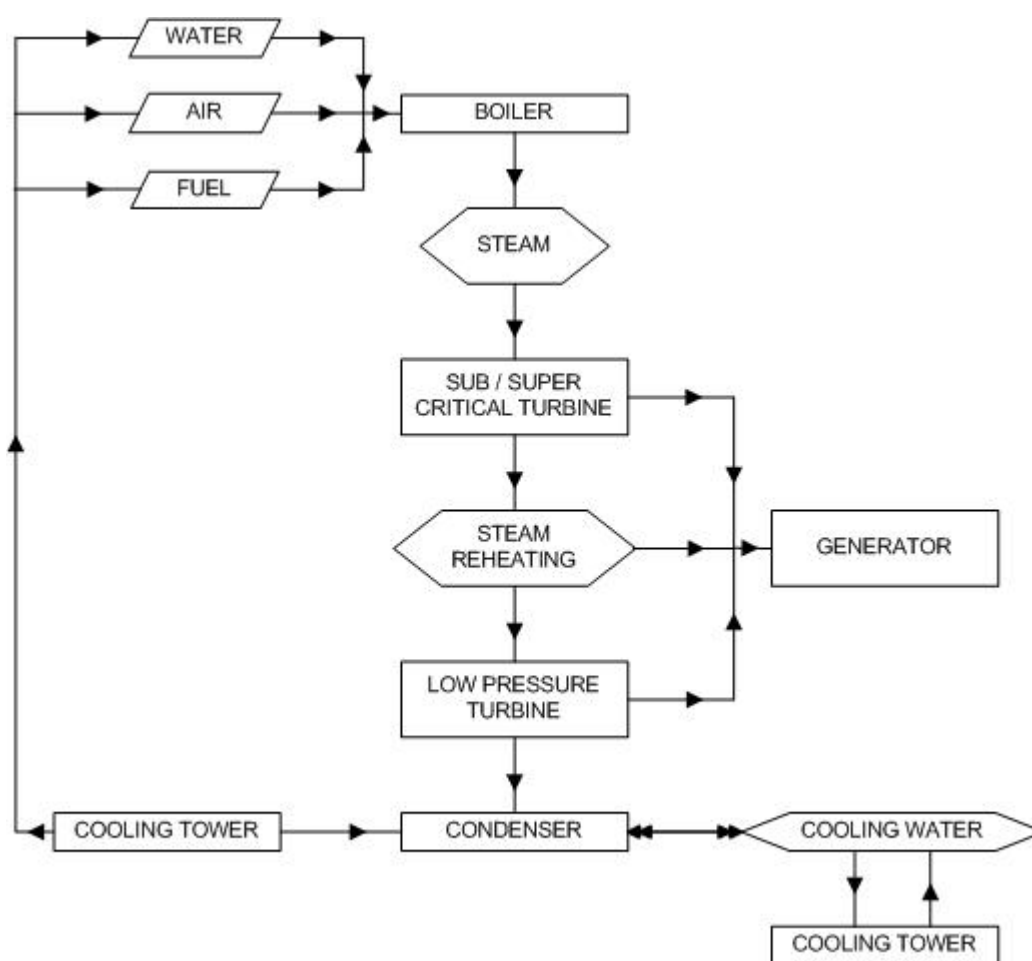 WATER
AIR
BOILER
FUEL
STEAM
SUB / SUPER
CRITICAL TURBINE
STEAM
REHEATING
GENERATOR
LOW PRESSURE
TURBINE
COOLING TOWER
CONDENSER
COOLING WATER
COOLING TOWER